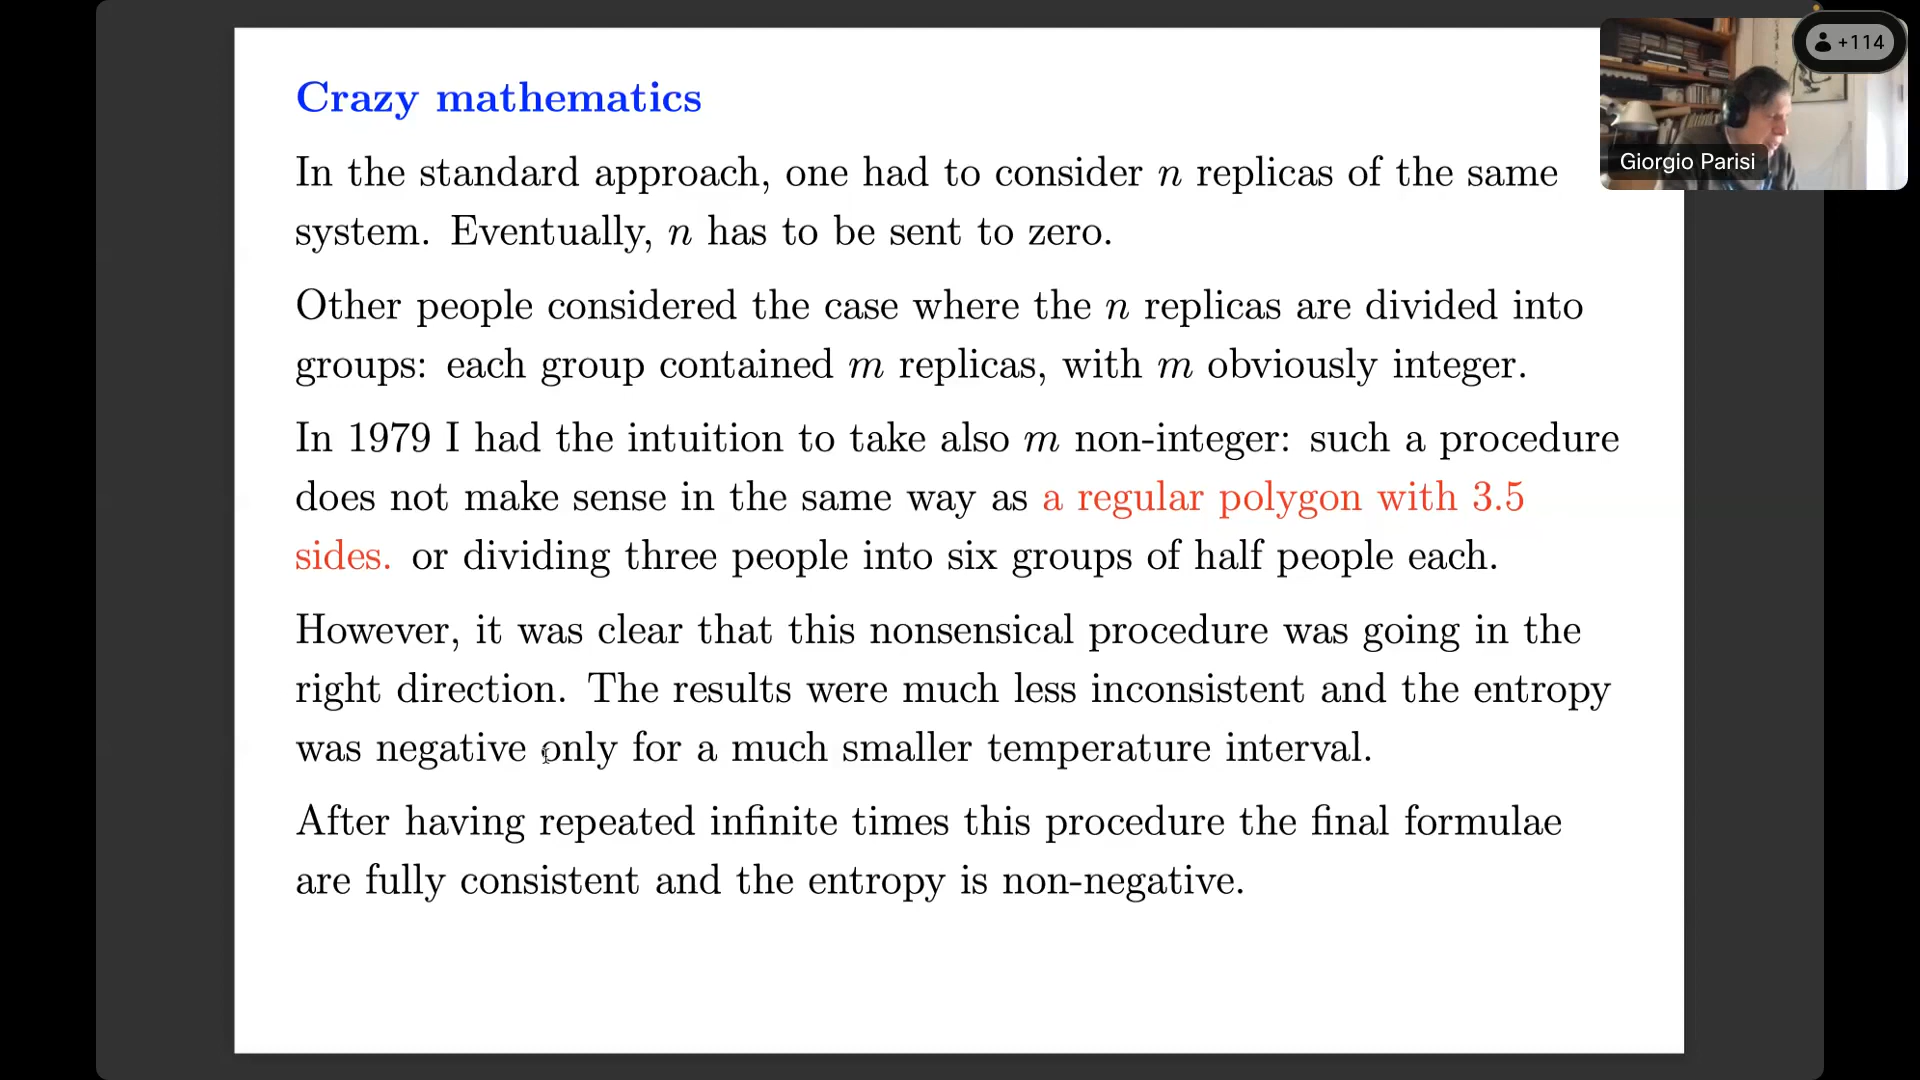 Crazy mathematics
In the standard approach, one had to consider n replicas of the same
system. Eventually, n has to be sent to zero.
Other people considered the case where the n replicas are divided into
groups: each group contained m replicas, with m obviously integer.
In 1979 I had the intuition to take also m non-integer: such a procedure
does not make sense in the same way as a regular polygon with 3.5
sides. or dividing three people into six groups of half people each.
However, it was clear that this nonsensical procedure was going in the
right direction. The results were much less inconsistent and the entropy
was negative only for a much smaller temperature interval.
After having repeated infinite times this procedure the final formulae
are fully consistent and the entropy is non-negative.
+114
Giorgio Parisi